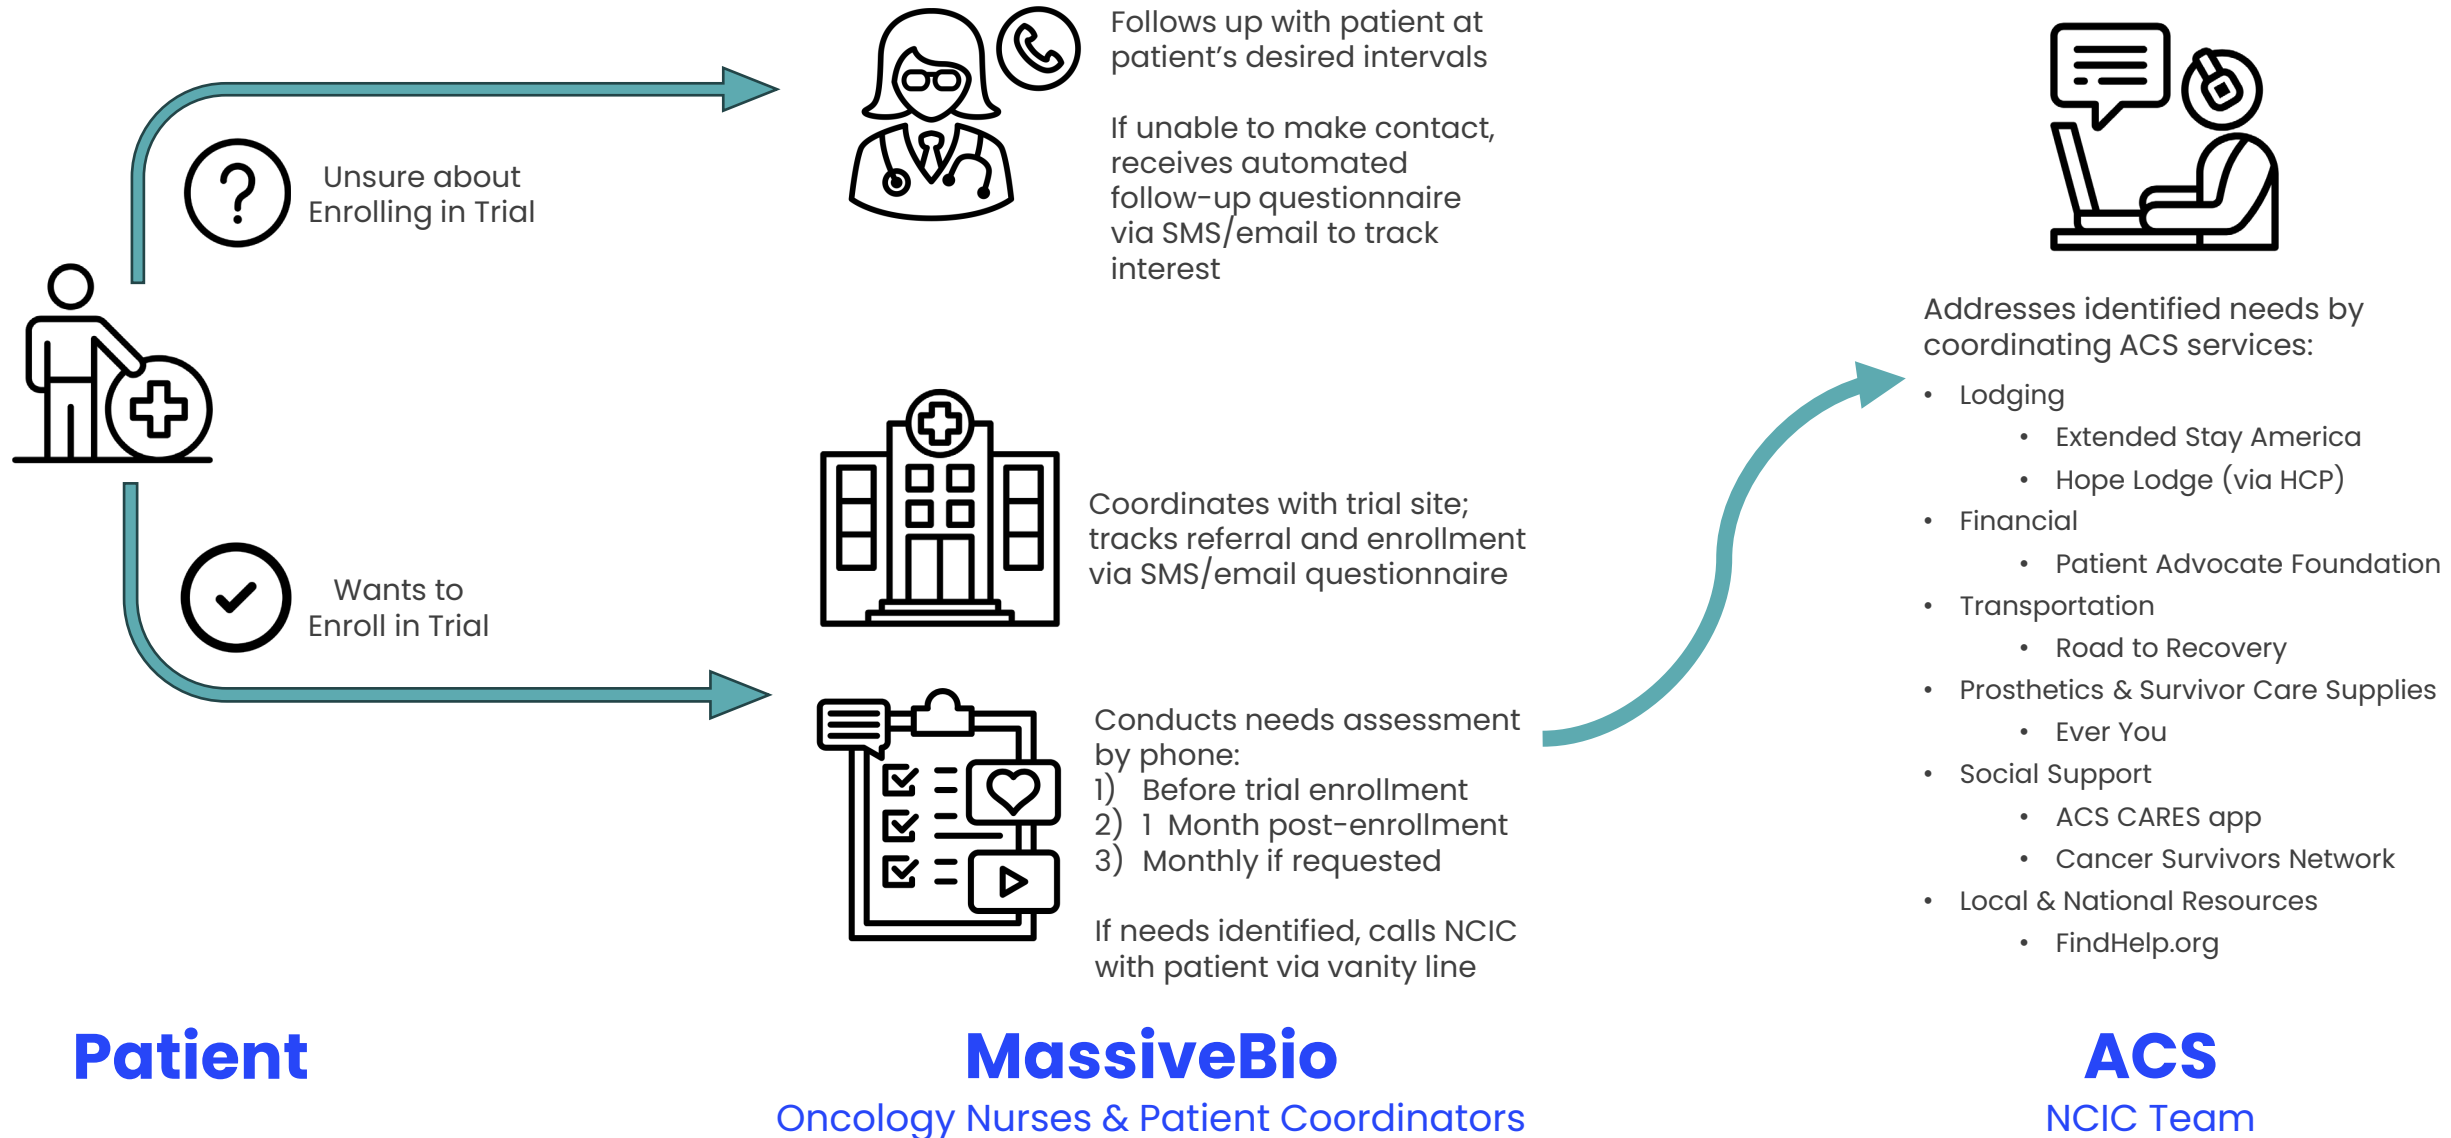 Unsure about
Enrolling in Trial
Wants to
Enroll in Trial
Patient
Follows up with patient at
patient's desired intervals
If unable to make contact,
receives automated
follow-up questionnaire
via SMS/email to track
interest
Coordinates with trial site;
tracks referral and enrollment
via SMS/email questionnaire
Conducts needs assessment
by phone:
1) Before trial enrollment
2) 1 Month post-enrollment
3) Monthly if requested
If needs identified, calls NCIC
with patient via vanity line
MassiveBio
Oncology Nurses & Patient Coordinators
Addresses identified needs by
coordinating ACS services:
• Lodging
• Extended Stay America
• Hope Lodge (via HCP)
• Financial
• Patient Advocate Foundation
• Transportation
• Road to Recovery
• Prosthetics & Survivor Care Supplies
• Ever You
• Social Support
• ACS CARES app
• Cancer Survivors Network
• Local & National Resources
• FindHelp.org
ACS
NCIC Team